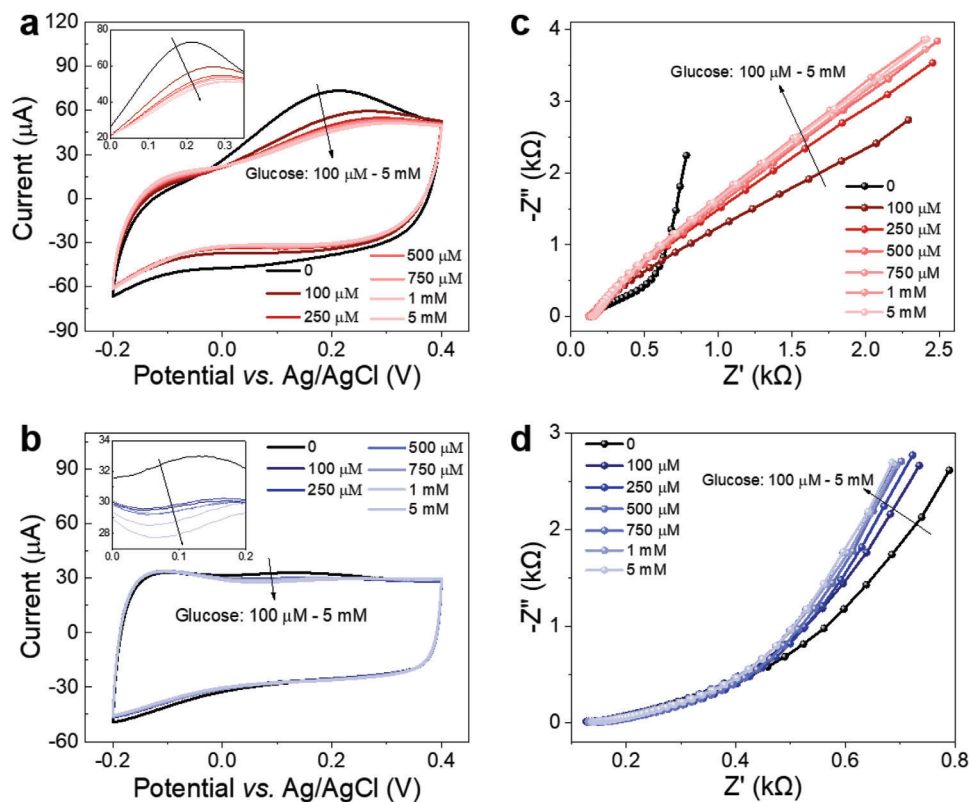 a
120
90
60
30
0
-30
-60
-90
Current (µA)
80
60
40
20
0.0 0.1 0.2 0.3
Glucose: 100 µM - 5 mM
0
100 µM
250 µM
500 µM
750 µM
1 mM
5 mM
-0.2 0.0 0.2 0.4
Potential vs. Ag/AgCl (V)
c
4
3
2
1
0
-Z" (kΩ)
Glucose: 100 µM - 5 mM
0
100 µM
250 µM
500 µM
750 µM
1 mM
5 mM
0.0 0.5 1.0 1.5 2.0 2.5
Z' (kΩ)
b
90
60
30
0
-30
-60
Current (µA)
34
32
30
28
0.0 0.1 0.2
0
100 µM
250 µM
500 µM
750 µM
1 mM
5 mM
Glucose: 100 µM - 5 mM
-0.2 0.0 0.2 0.4
Potential vs. Ag/AgCl (V)
d
3
2
1
0
-Z" (kΩ)
0
100 µM
250 µM
500 µM
750 µM
1 mM
5 mM
Glucose: 100 µM - 5 mM
0.2 0.4 0.6 0.8
Z' (kΩ)